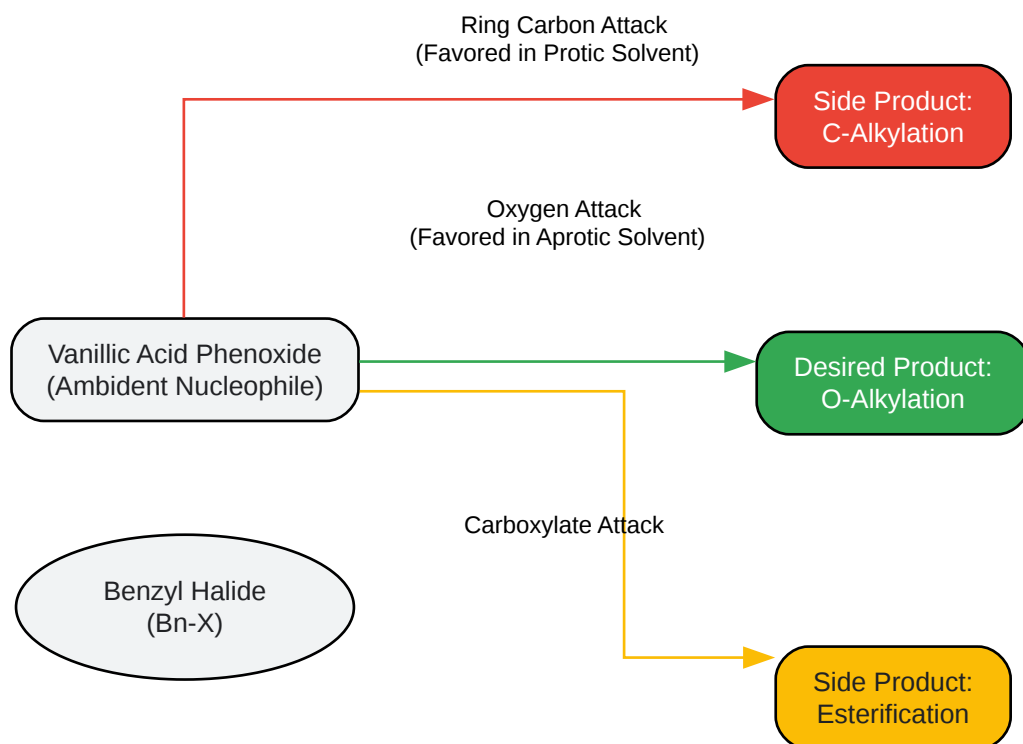 Ring Carbon Attack
(Favored in Protic Solvent)
Side Product:
C-Alkylation
Oxygen Attack
(Favored in Aprotic Solvent)
Vanillic Acid Phenoxide
(Ambident Nucleophile)
Desired Product:
O-Alkylation
Carboxylate Attack
Benzyl Halide
(Bn-X)
Side Product:
Esterification